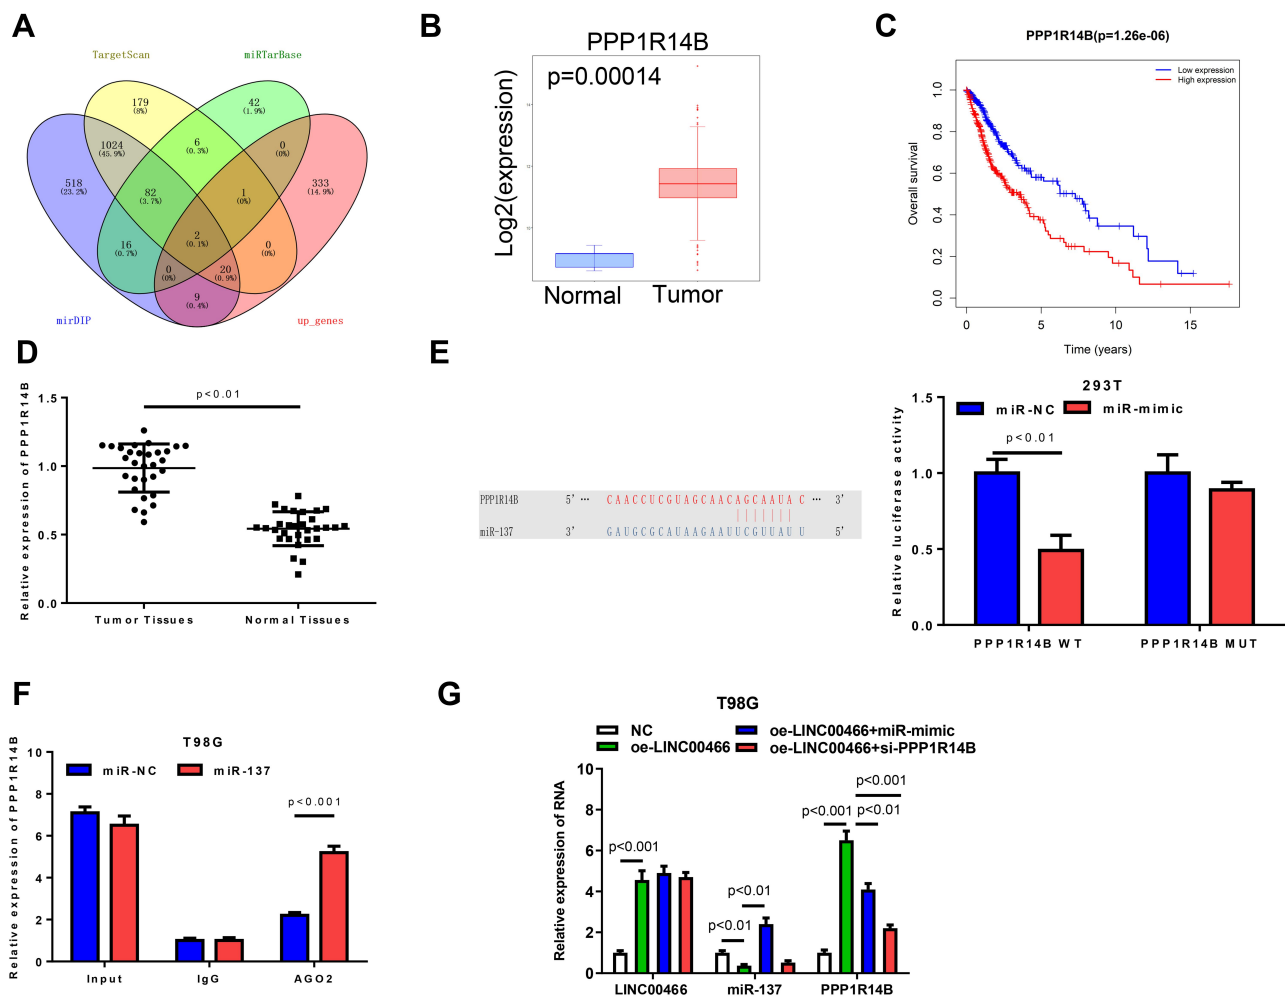 A
TargetScan
miRTarBase
179
(8%)
42
(1.9%)
1024
(45.9%)
6
(0.3%)
0
(0%)
518
(23.2%)
82
(3.7%)
1
(0%)
333
(14.9%)
16
(0.7%)
2
(0.1%)
0
(0%)
0
(0%)
20
(0.9%)
9
(0.4%)
mirDIP
up_genes
B
PPP1R14B
p=0.00014
Log2(expression)
Normal
Tumor
C
PPP1R14B(p=1.26e-06)
Low expression
High expression
Overall survival
1.0
0.8
0.6
0.4
0.2
0.0
0
5
10
15
Time (years)
D
Relative expression of PPP1R14B
p<0.01
1.5
1.0
0.5
0.0
Tumor Tissues
Normal Tissues
E
PPP1R14B 5' ... CAACCUCGUAGCAACAGCAAUAC ... 3'
miR-137 3' GAUGCGCAUAAGAAUUCGUUAUU 5'
293T
miR-NC
miR-mimic
p<0.01
Relative luciferase activity
1.5
1.0
0.5
0.0
PPP1R14B WT
PPP1R14B MUT
F
T98G
miR-NC
miR-137
p<0.001
Relative expression of PPP1R14B
10
8
6
4
2
0
Input
IgG
AGO2
G
T98G
NC
oe-LINC00466
oe-LINC00466+miR-mimic
oe-LINC00466+si-PPP1R14B
Relative expression of RNA
10
8
6
4
2
0
p<0.001
p<0.01
p<0.01
p<0.001
p<0.001
p<0.01
LINC00466
miR-137
PPP1R14B